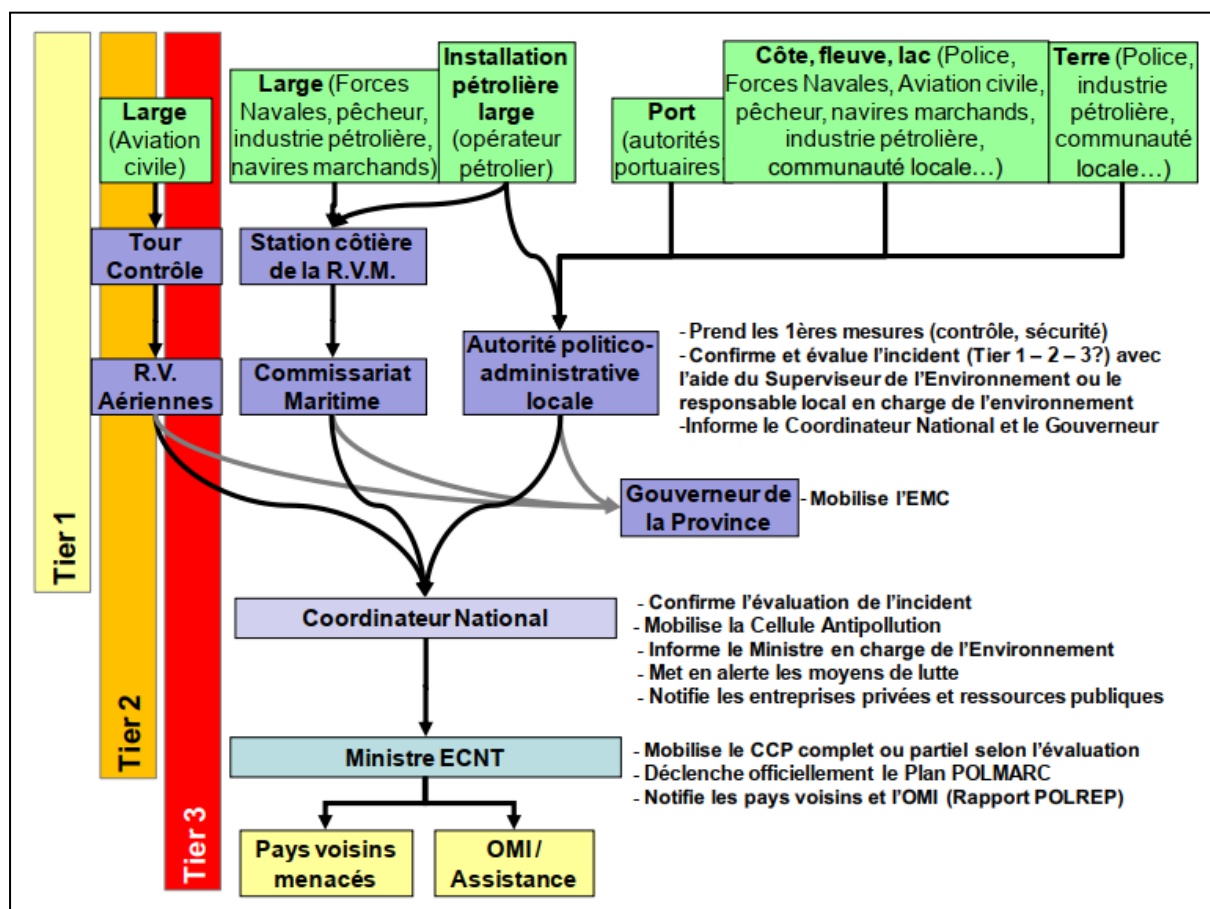 Large
(Aviation
civile)
Large (Forces
Navales, pêcheur,
industrie pétrolière,
navires marchands)
Installation
pétrolière
large
(opérateur
pétrolier)
Port
(autorités
portuaires)
Côte, fleuve, lac (Police,
Forces Navales, Aviation civile,
pêcheur, navires marchands,
industrie pétrolière,
communauté locale…)
Terre (Police,
industrie
pétrolière,
communauté
locale…)
Tour
Contrôle
Station côtière
de la R.V.M.
R.V.
Aériennes
Commissariat
Maritime
Autorité politico-
administrative
locale
- Prend les 1ères mesures (contrôle, sécurité)
- Confirme et évalue l'incident (Tier 1 – 2 – 3?) avec
l'aide du Superviseur de l'Environnement ou le
responsable local en charge de l'environnement
-Informe le Coordinateur National et le Gouverneur
Gouverneur de
la Province
- Mobilise l'EMC
Tier 1
Coordinateur National
- Confirme l'évaluation de l'incident
- Mobilise la Cellule Antipollution
- Informe le Ministre en charge de l'Environnement
- Met en alerte les moyens de lutte
- Notifie les entreprises privées et ressources publiques
Tier 2
Ministre ECNT
- Mobilise le CCP complet ou partiel selon l'évaluation
- Déclenche officiellement le Plan POLMARC
- Notifie les pays voisins et l'OMI (Rapport POLREP)
Tier 3
Pays voisins
menacés
OMI /
Assistance